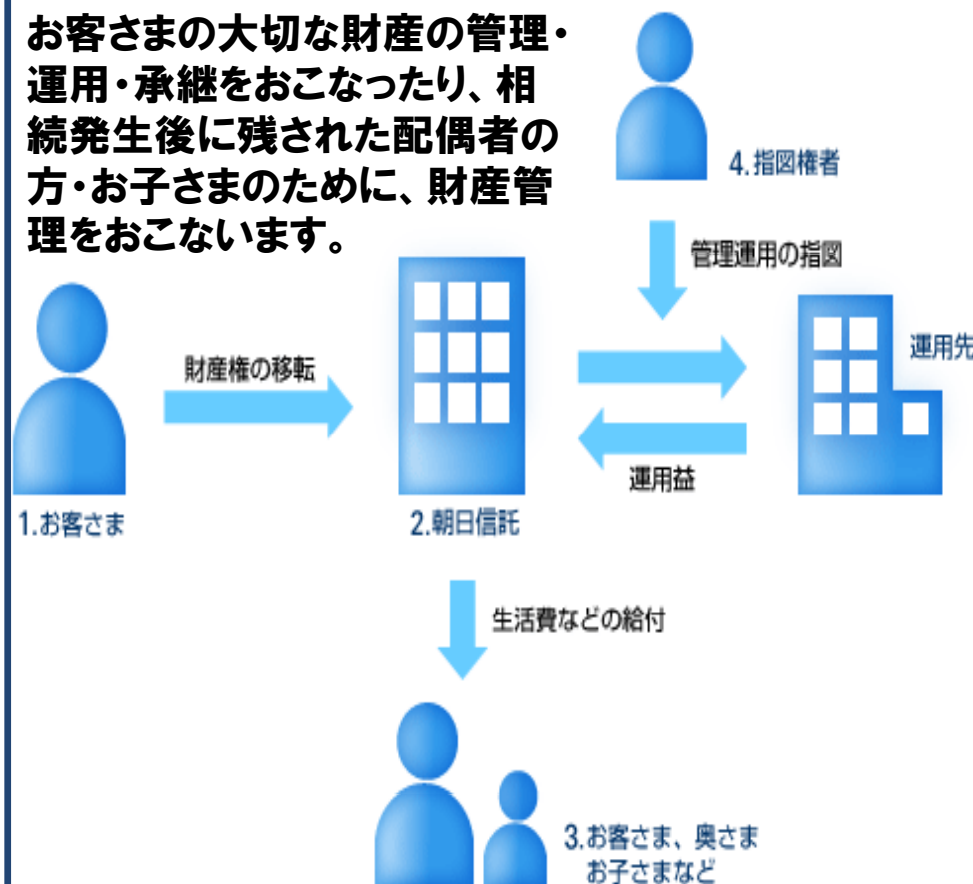 お客さまの大切な財産の管理・
運用・承継をおこなったり、相
続発生後に残された配偶者の
方・お子さまのために、財産管
理をおこないます。
4.指図権者
管理運用の指図
運用先
財産権の移転
運用益
1.お客さま
2.朝日信託
生活費などの給付
3.お客さま、奥さま
お子さまなど